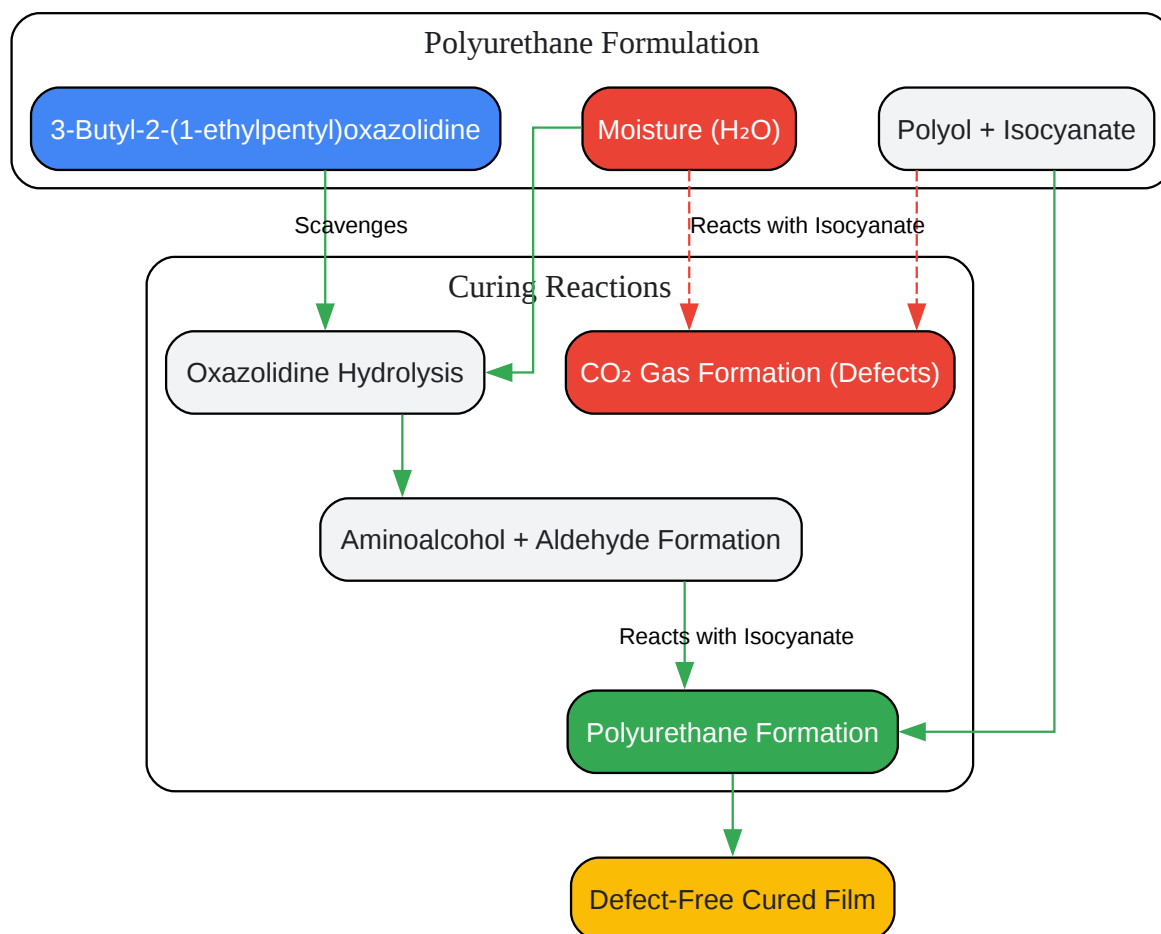 Polyurethane Formulation
3-Butyl-2-(1-ethylpentyl)oxazolidine
Moisture (H₂O)
Polyol + Isocyanate
Scavenges
Reacts with Isocyanate
Curing Reactions
Oxazolidine Hydrolysis
CO₂ Gas Formation (Defects)
Aminoalcohol + Aldehyde Formation
Reacts with Isocyanate
Polyurethane Formation
Defect-Free Cured Film